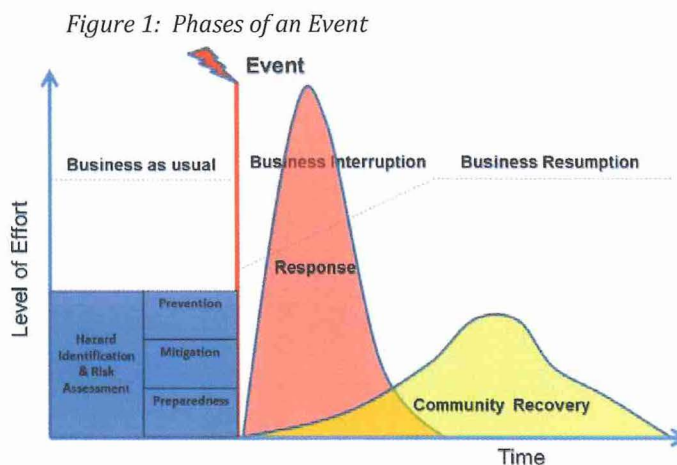 Figure 1: Phases of an Event
Event
Business as usual
Business Interruption
Business Resumption
Level of Effort
Response
Prevention
Hazard
Identification
& Risk
Assessment
Mitigation
Preparedness
Community Recovery
Time